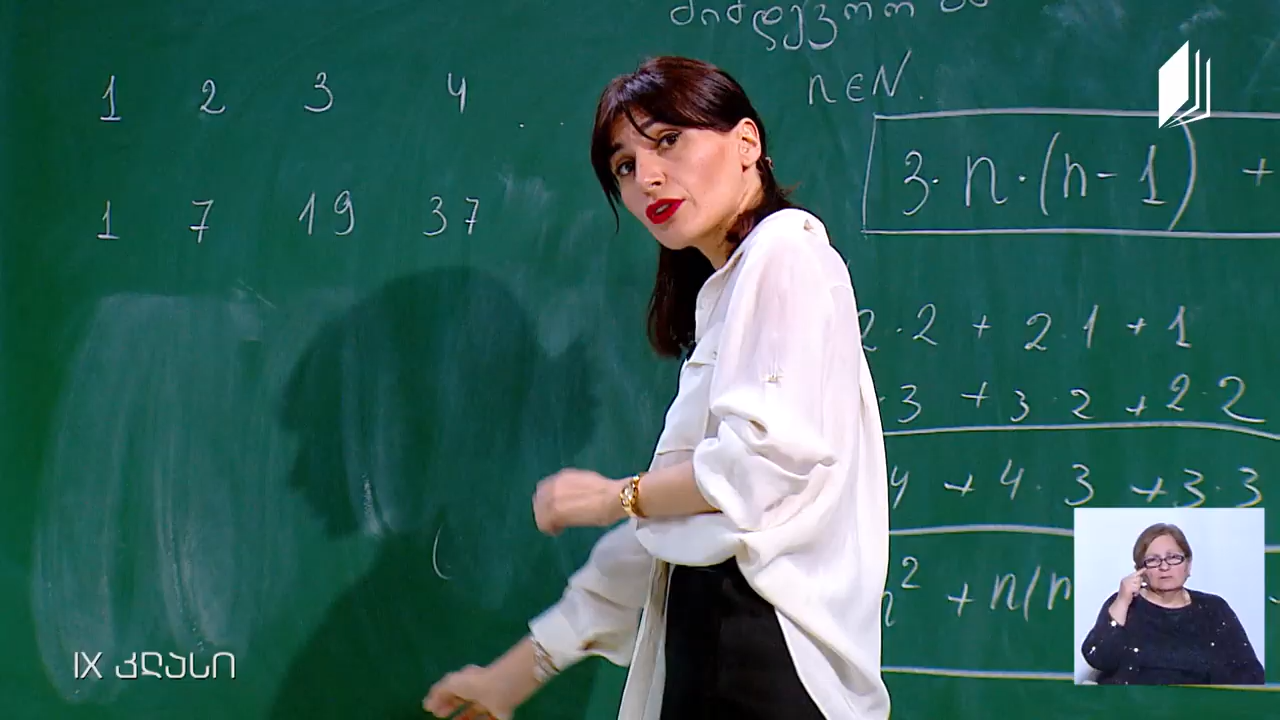 n∈N.
1 2 3 4 . .
3·n·(n-1) +
1 7 19 37
2·2 + 2·1 + 1
·3 + 3·2 + 2·2
4 + 4·3 + 3·3
(
n² + n(n
IX კლასი